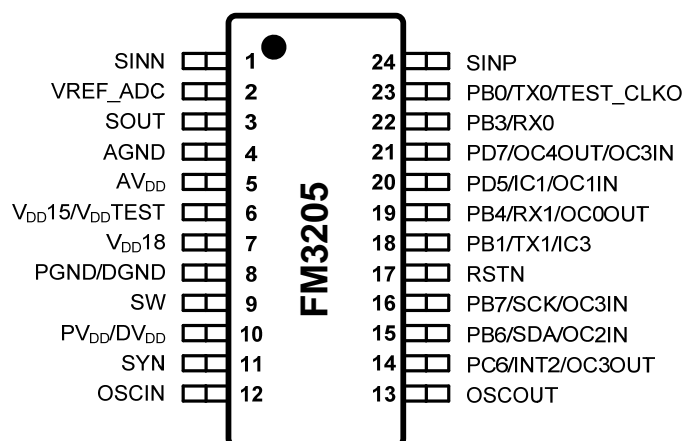 SINN 1 24 SINP
VREF_ADC 2 23 PB0/TX0/TEST_CLKO
SOUT 3 22 PB3/RX0
AGND 4 21 PD7/OC4OUT/OC3IN
AVDD 5 20 PD5/IC1/OC1IN
VDD15/VDDTEST 6 19 PB4/RX1/OC0OUT
VDD18 7 18 PB1/TX1/IC3
PGND/DGND 8 17 RSTN
SW 9 16 PB7/SCK/OC3IN
PVDD/DVDD 10 15 PB6/SDA/OC2IN
SYN 11 14 PC6/INT2/OC3OUT
OSCIN 12 13 OSCOUT
FM3205